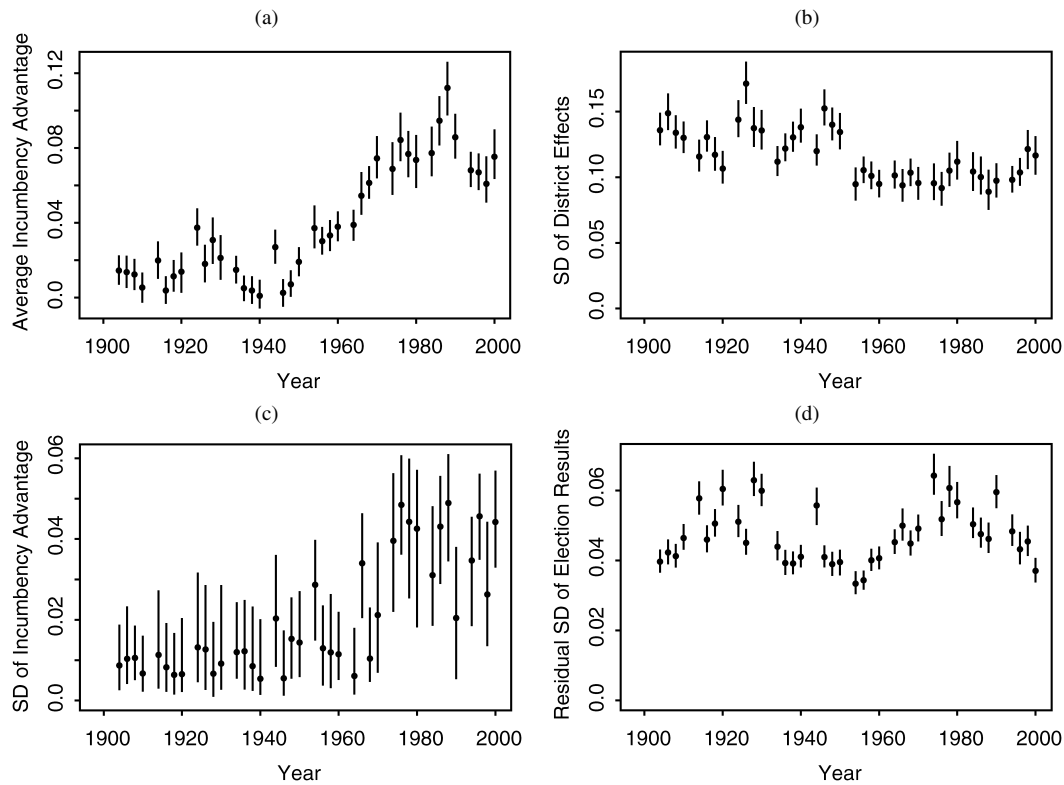 (a)
Average Incumbency Advantage
0.0 0.04 0.08 0.12
1900 1920 1940 1960 1980 2000
Year
(b)
SD of District Effects
0.0 0.05 0.10 0.15
1900 1920 1940 1960 1980 2000
Year
(c)
SD of Incumbency Advantage
0.0 0.02 0.04 0.06
1900 1920 1940 1960 1980 2000
Year
(d)
Residual SD of Election Results
0.0 0.02 0.04 0.06
1900 1920 1940 1960 1980 2000
Year